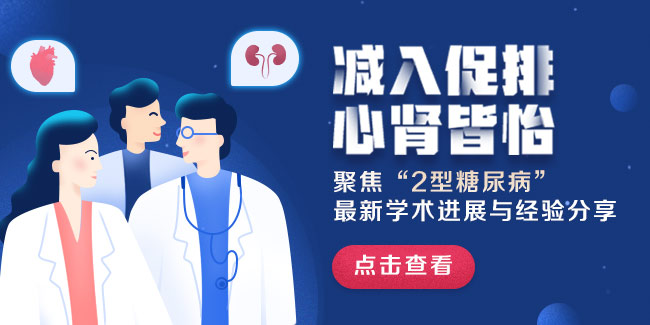 减入促排
心肾皆怡
聚焦“2型糖尿病”
最新学术进展与经验分享
点击查看